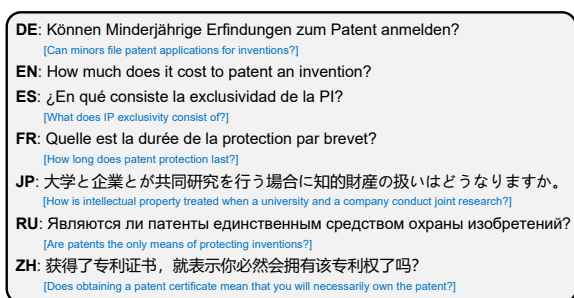 DE: Können Minderjährige Erfindungen zum Patent anmelden?
[Can minors file patent applications for inventions?]
EN: How much does it cost to patent an invention?
ES: ¿En qué consiste la exclusividad de la PI?
[What does IP exclusivity consist of?]
FR: Quelle est la durée de la protection par brevet?
[How long does patent protection last?]
JP: 大学と企業とが共同研究を行う場合に知的財産の扱いはどうなりますか。
[How is intellectual property treated when a university and a company conduct joint research?]
RU: Являются ли патенты единственным средством охраны изобретений?
[Are patents the only means of protecting inventions?]
ZH: 获得了专利证书，就表示你必然会拥有该专利权了吗?
[Does obtaining a patent certificate mean that you will necessarily own the patent?]